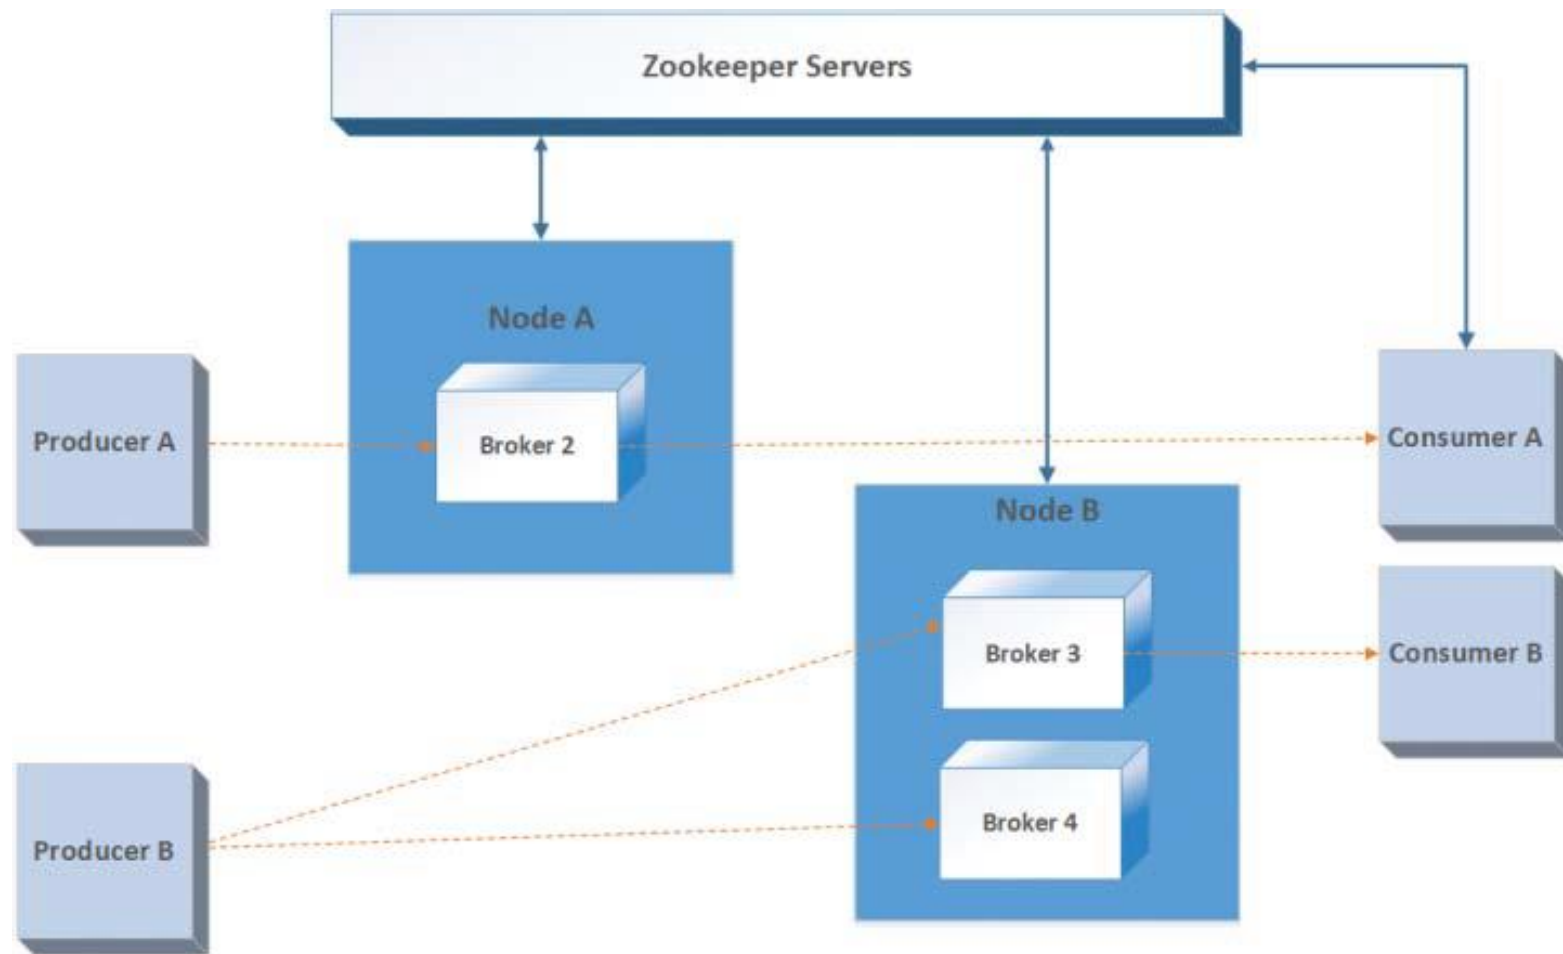 Zookeeper Servers
Node A
Producer A
Broker 2
Consumer A
Node B
Broker 3
Consumer B
Broker 4
Producer B